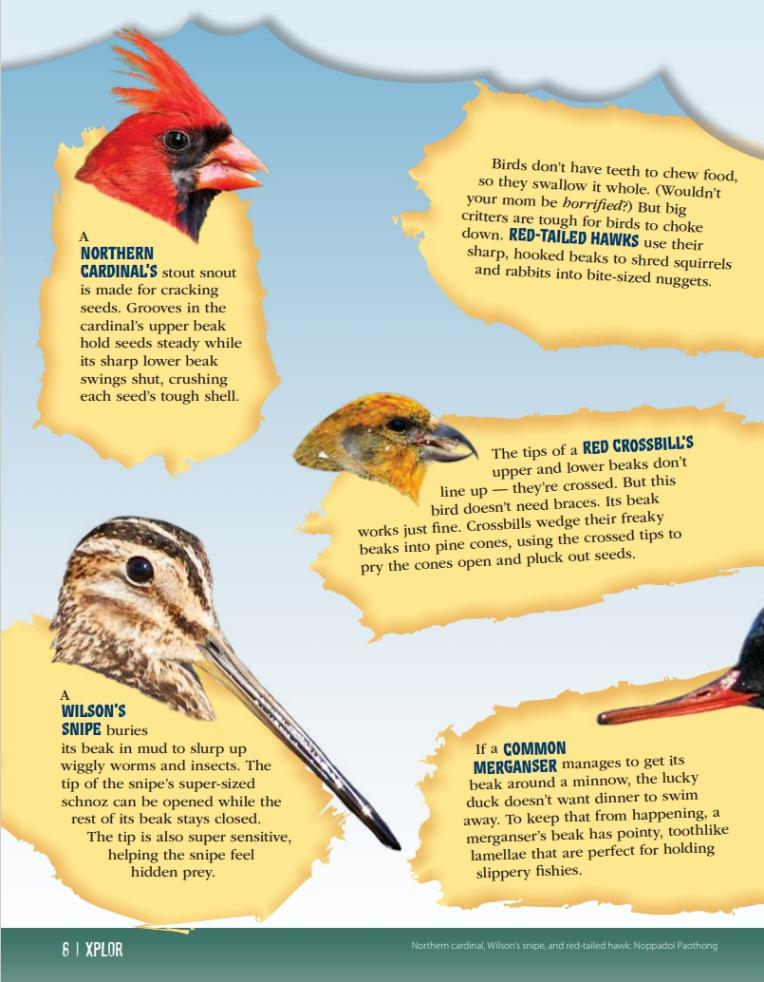 A
NORTHERN
CARDINAL'S stout snout
is made for cracking
seeds. Grooves in the
cardinal's upper beak
hold seeds steady while
its sharp lower beak
swings shut, crushing
each seed's tough shell.
Birds don't have teeth to chew food,
so they swallow it whole. (Wouldn't
your mom be horrified?) But big
critters are tough for birds to choke
down. RED-TAILED HAWKS use their
sharp, hooked beaks to shred squirrels
and rabbits into bite-sized nuggets.
The tips of a RED CROSSBILL'S
upper and lower beaks don't
line up — they're crossed. But this
bird doesn't need braces. Its beak
works just fine. Crossbills wedge their freaky
beaks into pine cones, using the crossed tips to
pry the cones open and pluck out seeds.
A
WILSON'S
SNIPE buries
its beak in mud to slurp up
wiggly worms and insects. The
tip of the snipe's super-sized
schnoz can be opened while the
rest of its beak stays closed.
The tip is also super sensitive,
helping the snipe feel
hidden prey.
If a COMMON
MERGANSER manages to get its
beak around a minnow, the lucky
duck doesn't want dinner to swim
away. To keep that from happening, a
merganser's beak has pointy, toothlike
lamellae that are perfect for holding
slippery fishies.
6 | XPLOR
Northern cardinal, Wilson's snipe, and red-tailed hawk: Noppadol Paothong